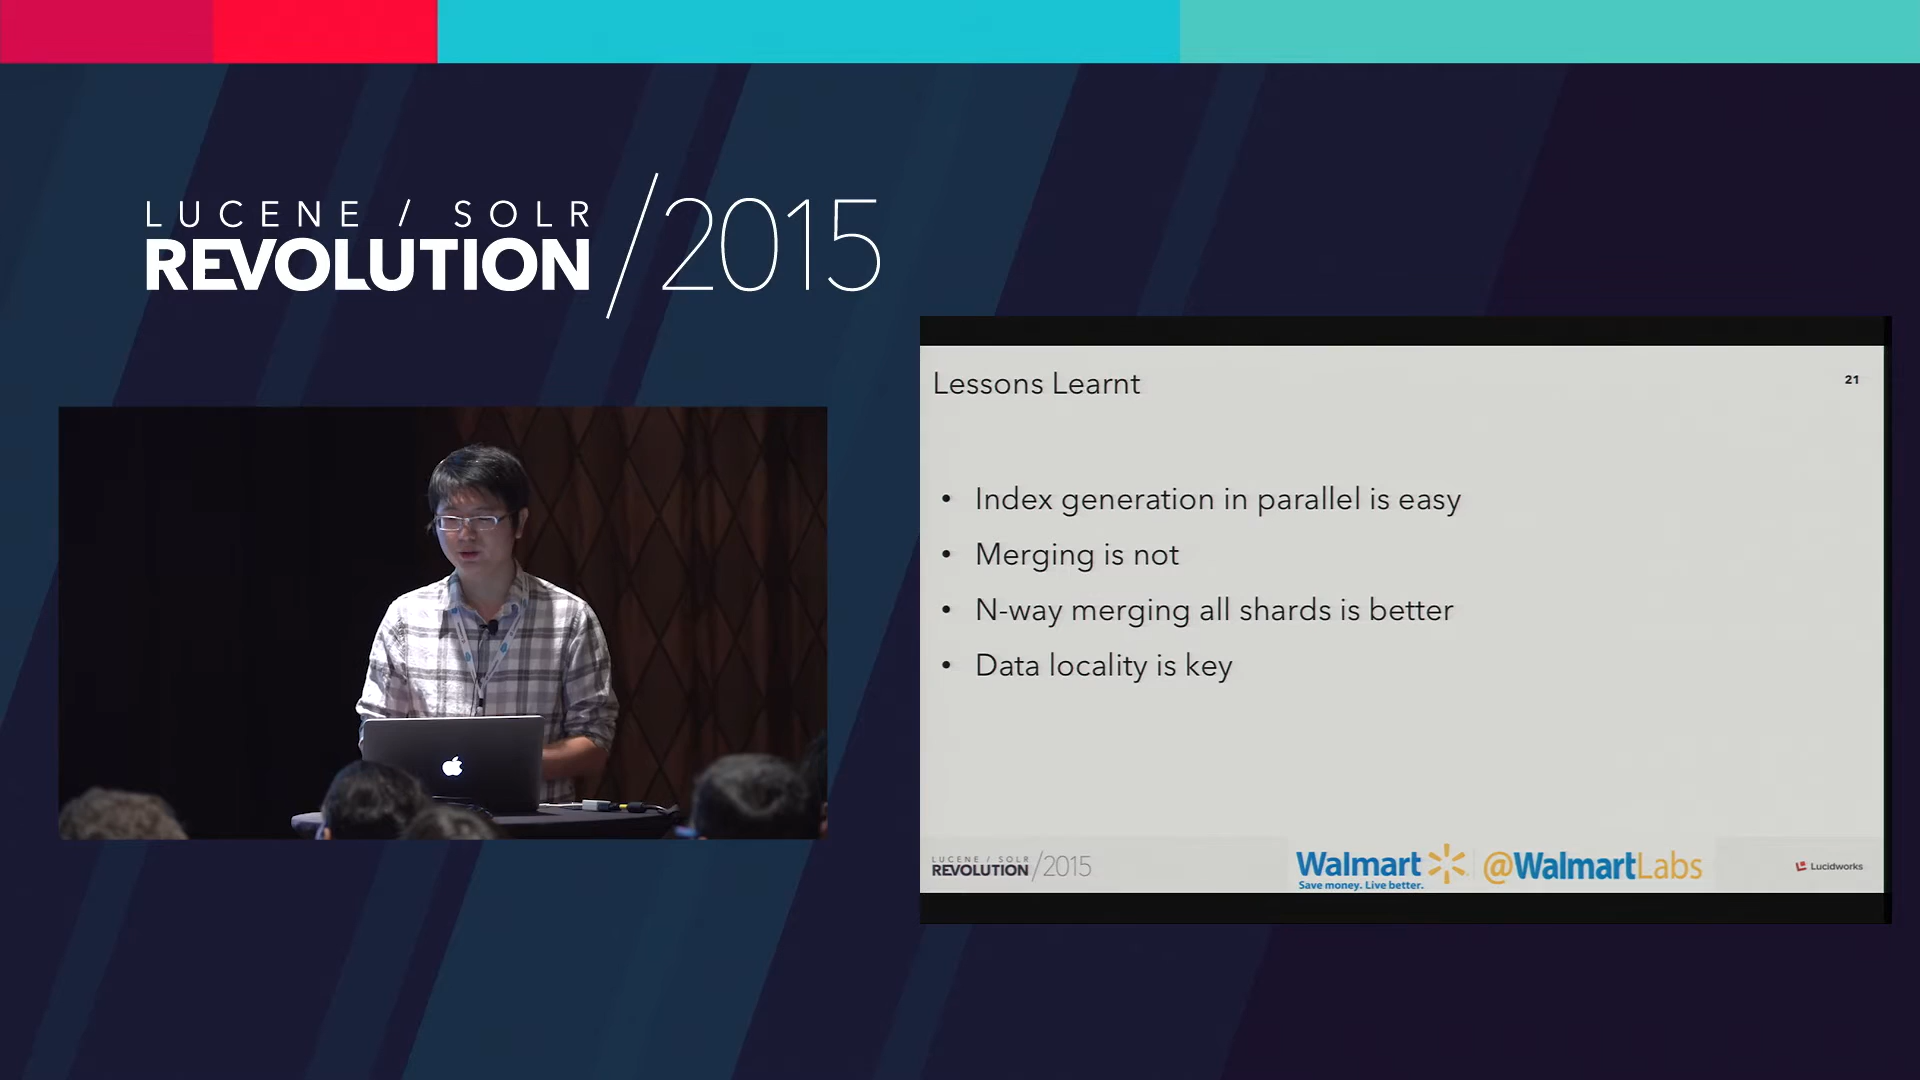 LUCENE / SOLR
REVOLUTION /2015
Lessons Learnt
21
• Index generation in parallel is easy
• Merging is not
• N-way merging all shards is better
• Data locality is key
LUCENE / SOLR
REVOLUTION /2015
Walmart
Save money. Live better.
@WalmartLabs
Lucidworks